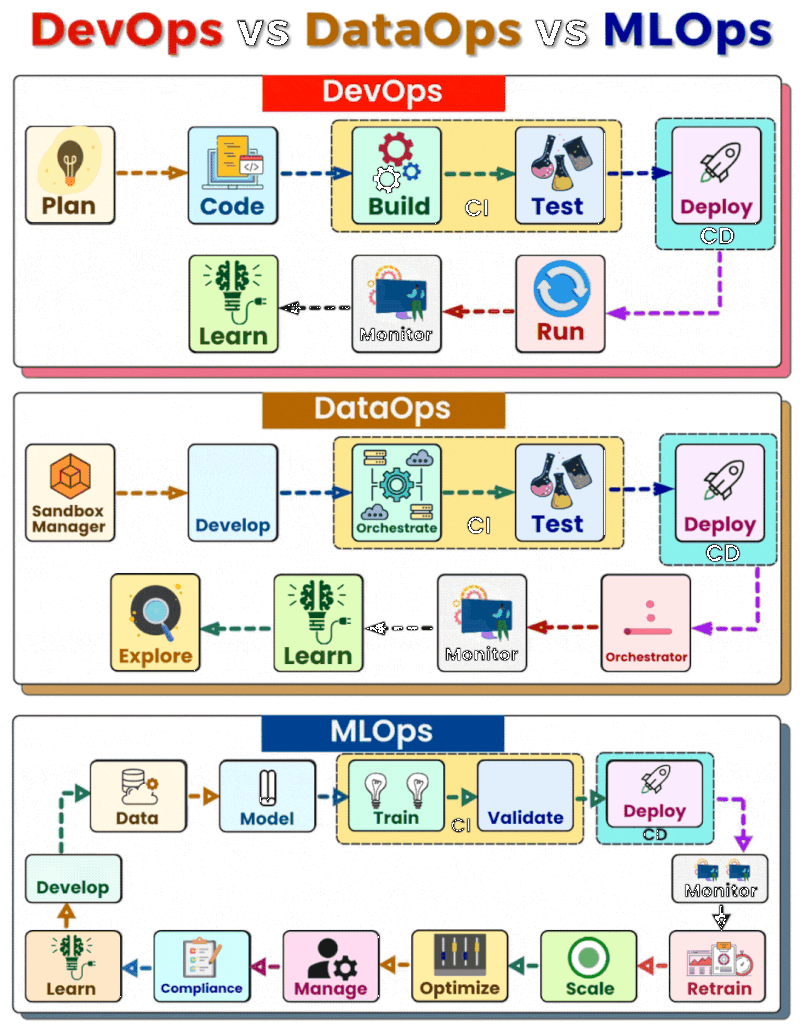 DevOps vs DataOps vs MLOps
DevOps
Plan
Code
Build
CI
Test
Deploy
CD
Learn
Monitor
Run
DataOps
Sandbox
Manager
Develop
Orchestrate
CI
Test
Deploy
CD
Explore
Learn
Monitor
Orchestrator
MLOps
Data
Model
Train
CI
Validate
Deploy
CD
Develop
Monitor
Learn
Compliance
Manage
Optimize
Scale
Retrain